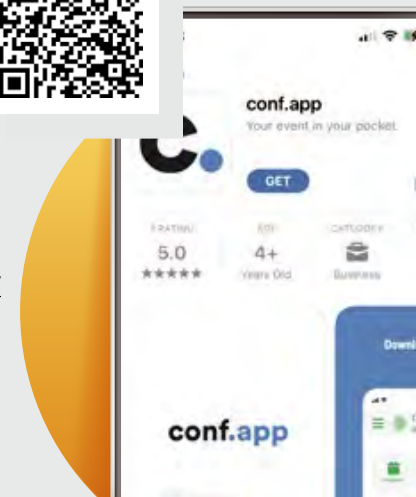 c.
conf.app
Your event in your pocket
GET
1 RATING
AGE
CATEGORY
5.0
4+
★★★★★
Years Old
Business
conf.app